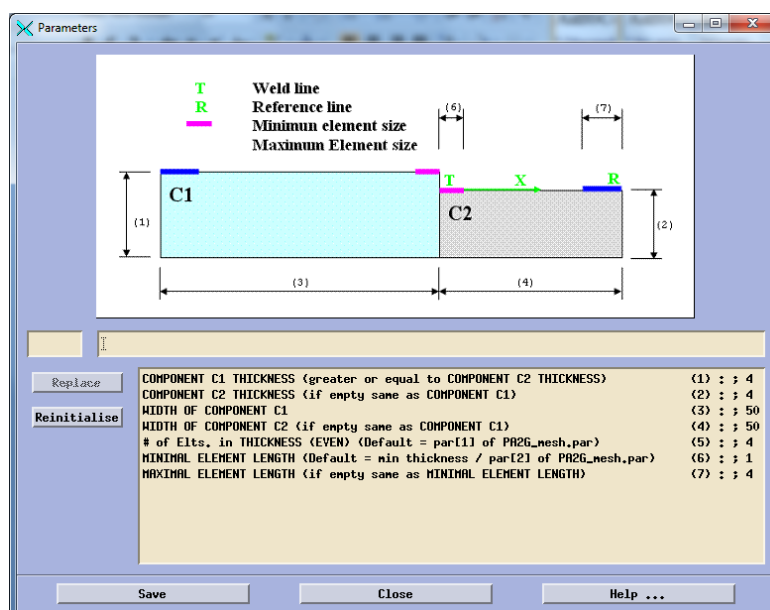 Parameters
T Weld line
R Reference line
Minimun element size
Maximum Element size
(6) (7)
T X R
C1 C2
(1) (2)
(3) (4)
Replace
Reinitialise
COMPONENT C1 THICKNESS (greater or equal to COMPONENT C2 THICKNESS) (1) : ; 4
COMPONENT C2 THICKNESS (if empty same as COMPONENT C1) (2) : ; 4
WIDTH OF COMPONENT C1 (3) : ; 50
WIDTH OF COMPONENT C2 (if empty same as COMPONENT C1) (4) : ; 50
# of Elts. in THICKNESS (EVEN) (Default = par[1] of PA2G_mesh.par) (5) : ; 4
MINIMAL ELEMENT LENGTH (Default = min thickness / par[2] of PA2G_mesh.par) (6) : ; 1
MAXIMAL ELEMENT LENGTH (if empty same as MINIMAL ELEMENT LENGTH) (7) : ; 4
Save Close Help ...